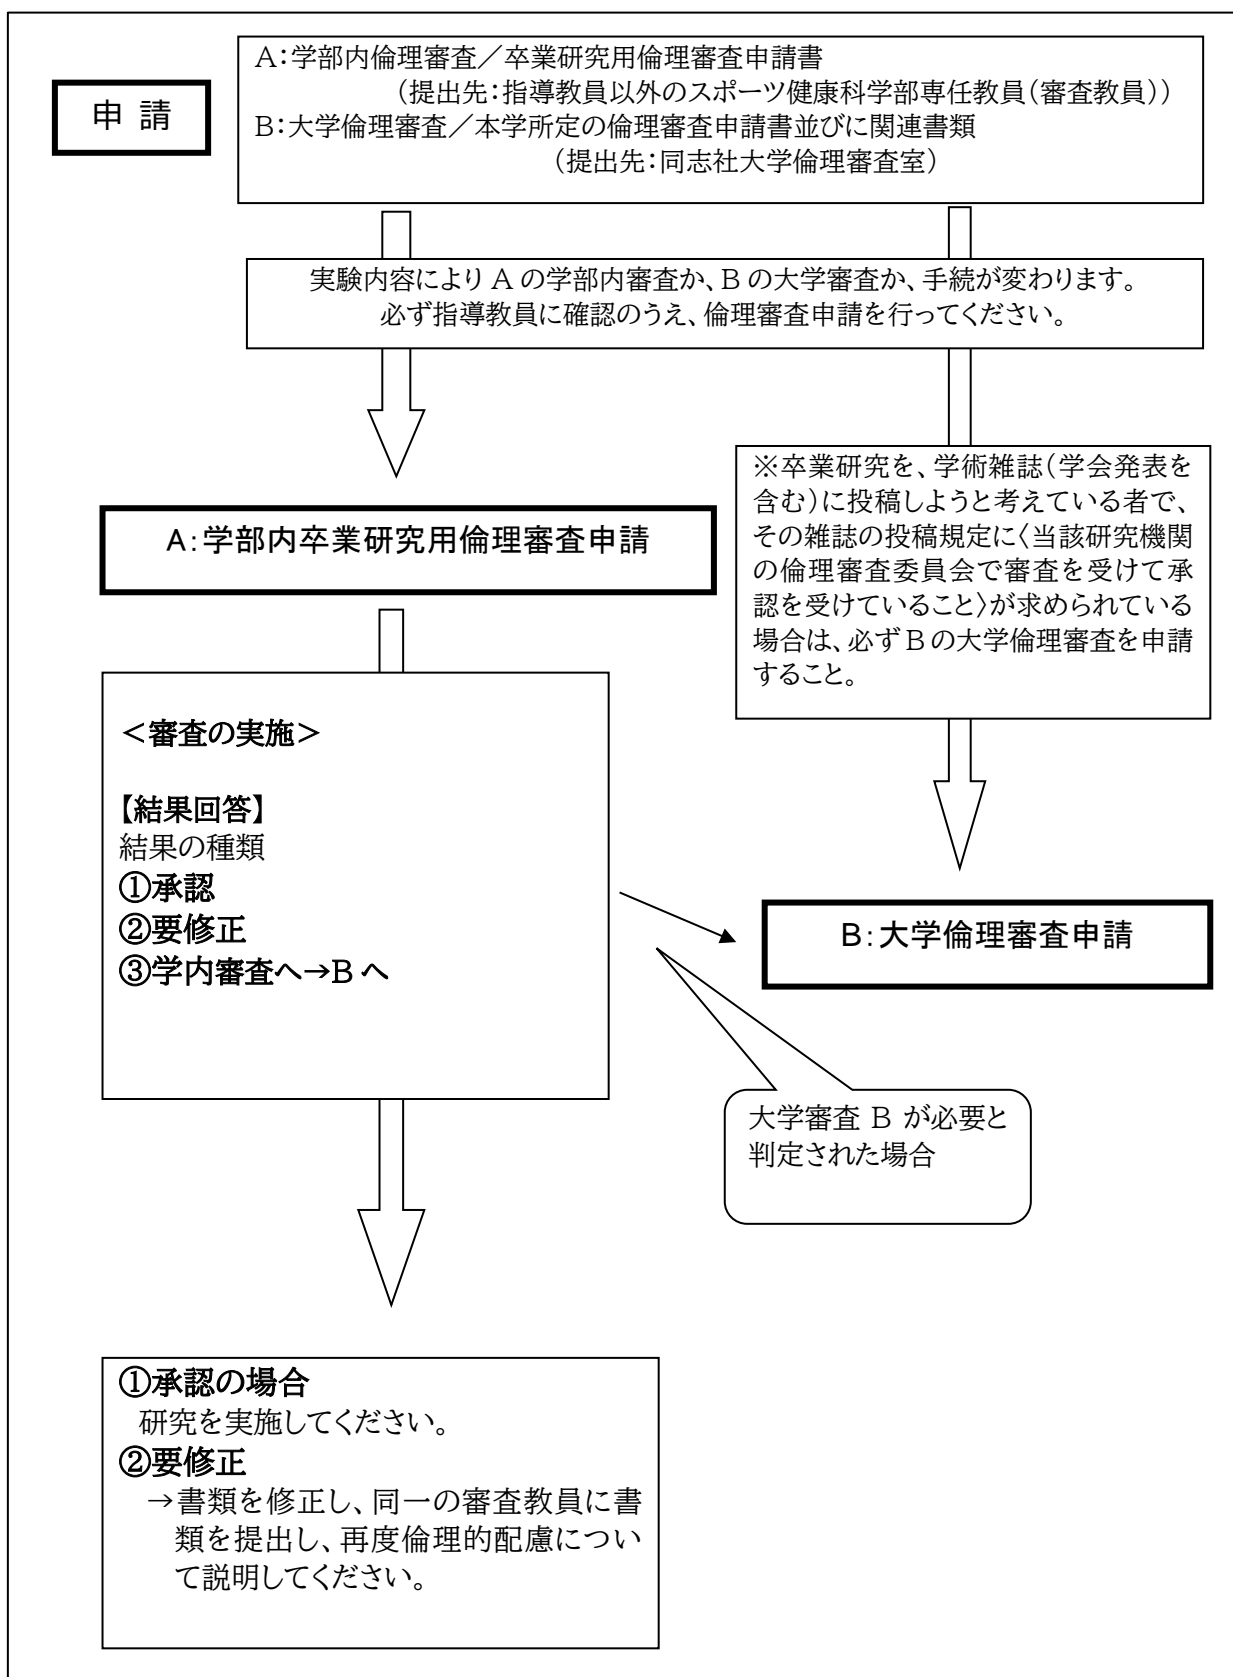 申 請
A:学部内倫理審査／卒業研究用倫理審査申請書
(提出先:指導教員以外のスポーツ健康科学部専任教員(審査教員))
B:大学倫理審査／本学所定の倫理審査申請書並びに関連書類
(提出先:同志社大学倫理審査室)
実験内容により A の学部内審査か、B の大学審査か、手続が変わります。
必ず指導教員に確認のうえ、倫理審査申請を行ってください。
A:学部内卒業研究用倫理審査申請
※卒業研究を、学術雑誌(学会発表を
含む)に投稿しようと考えている者で、
その雑誌の投稿規定に〈当該研究機関
の倫理審査委員会で審査を受けて承
認を受けていること〉が求められている
場合は、必ず B の大学倫理審査を申請
すること。
＜審査の実施＞
【結果回答】
結果の種類
①承認
②要修正
③学内審査へ→B へ
B:大学倫理審査申請
大学審査 B が必要と
判定された場合
①承認の場合
研究を実施してください。
②要修正
→書類を修正し、同一の審査教員に書
類を提出し、再度倫理的配慮につい
て説明してください。